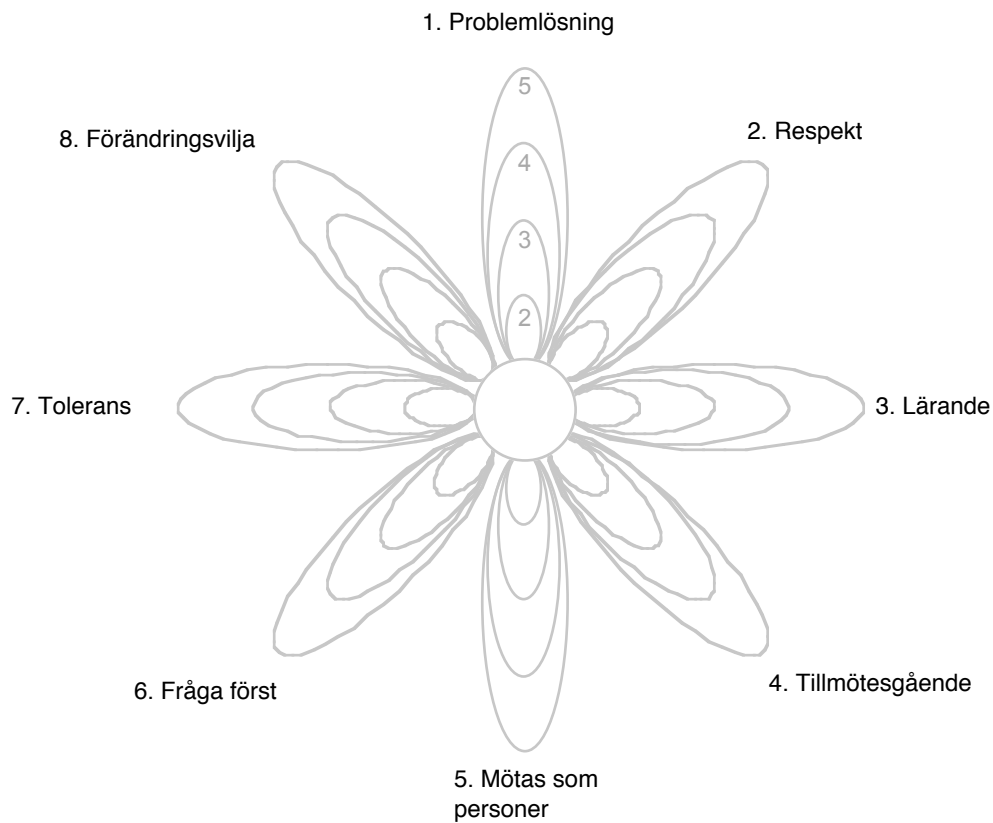 1. Problemlösning
5
8. Förändringsvilja
2. Respekt
4
3
2
7. Tolerans
3. Lärande
6. Fråga först
4. Tillmötesgående
5. Mötas som
personer